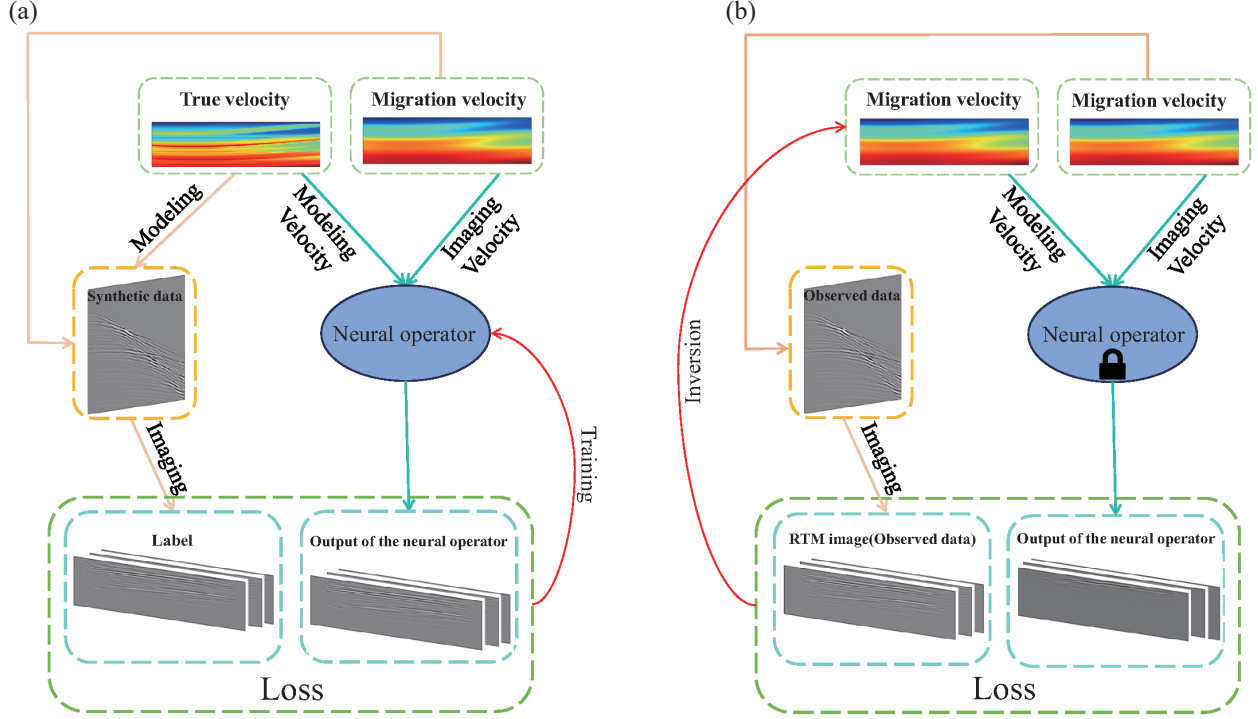 (a)
True velocity
Migration velocity
Modeling
Modeling
Velocity
Imaging
Velocity
Synthetic data
Neural operator
Imaging
Training
Label
Output of the neural operator
Loss
(b)
Migration velocity
Migration velocity
Modeling
Velocity
Imaging
Velocity
Observed data
Neural operator
Inversion
Imaging
RTM image(Observed data)
Output of the neural operator
Loss